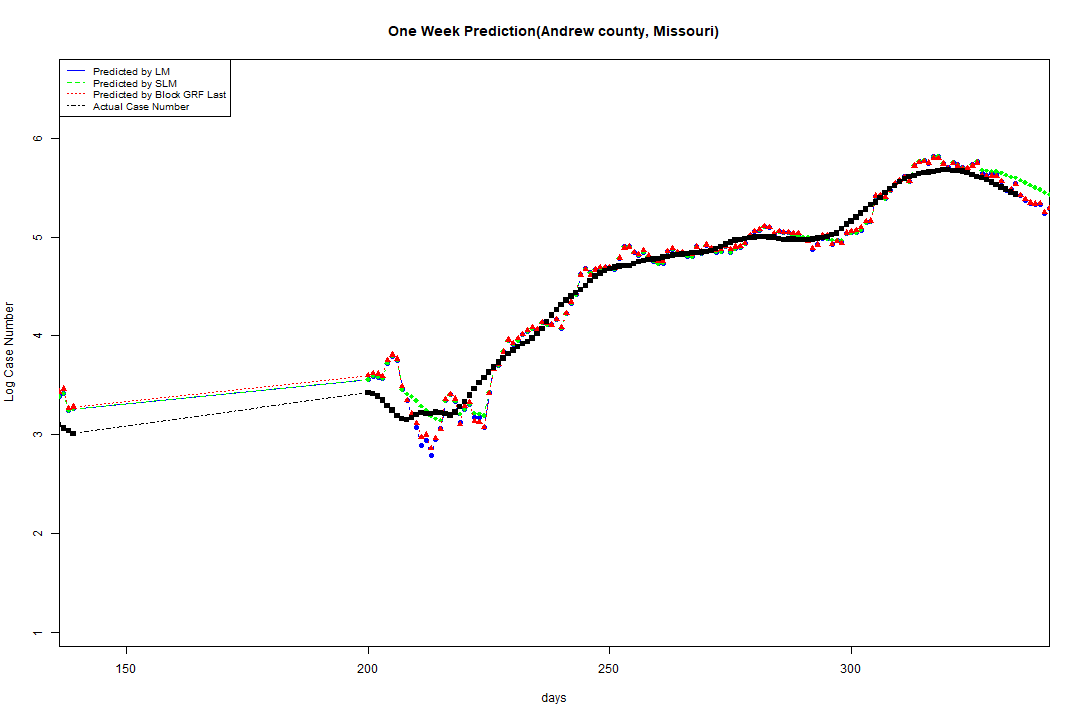 One Week Prediction(Andrew county, Missouri)
Predicted by LM
Predicted by SLM
Predicted by Block GRF Last
Actual Case Number
Log Case Number
6
5
4
3
2
1
150 200 250 300
days